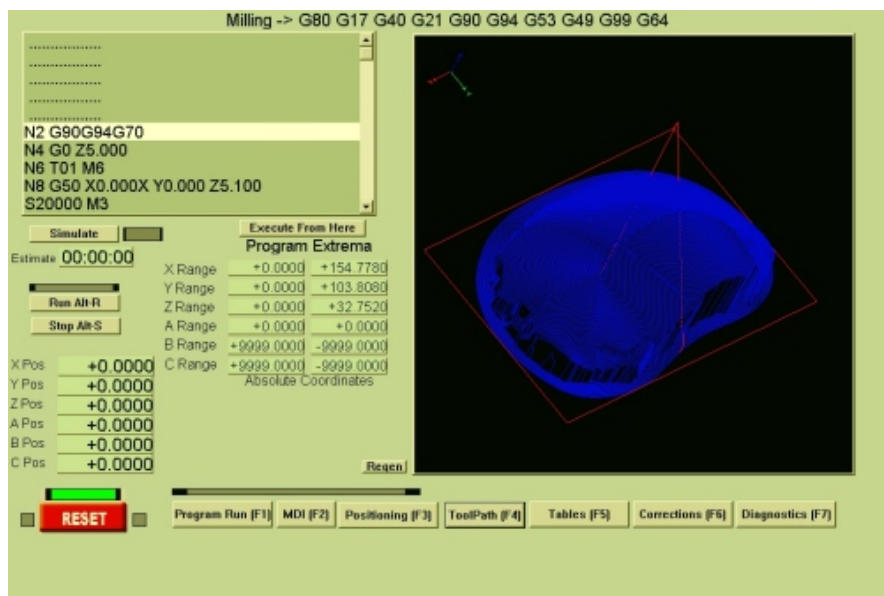 Milling -> G80 G17 G40 G21 G90 G94 G53 G49 G99 G64
..................
..................
..................
..................
..................
N2 G90G94G70
N4 G0 Z5.000
N6 T01 M6
N8 G50 X0.000X Y0.000 Z5.100
S20000 M3
Simulate
Execute From Here
Estimate 00:00:00
Program Extrema
X Range +0.0000 +154.7780
Y Range +0.0000 +103.8080
Z Range +0.0000 +32.7520
A Range +0.0000 +0.0000
B Range +9999.0000 -9999.0000
C Range +9999.0000 -9999.0000
Absolute Coordinates
Run Alt-R
Stop Alt-S
X Pos +0.0000
Y Pos +0.0000
Z Pos +0.0000
A Pos +0.0000
B Pos +0.0000
C Pos +0.0000
Regen
RESET
Program Run (F1) MDI (F2) Positioning (F3) ToolPath (F4) Tables (F5) Corrections (F6) Diagnostics (F7)